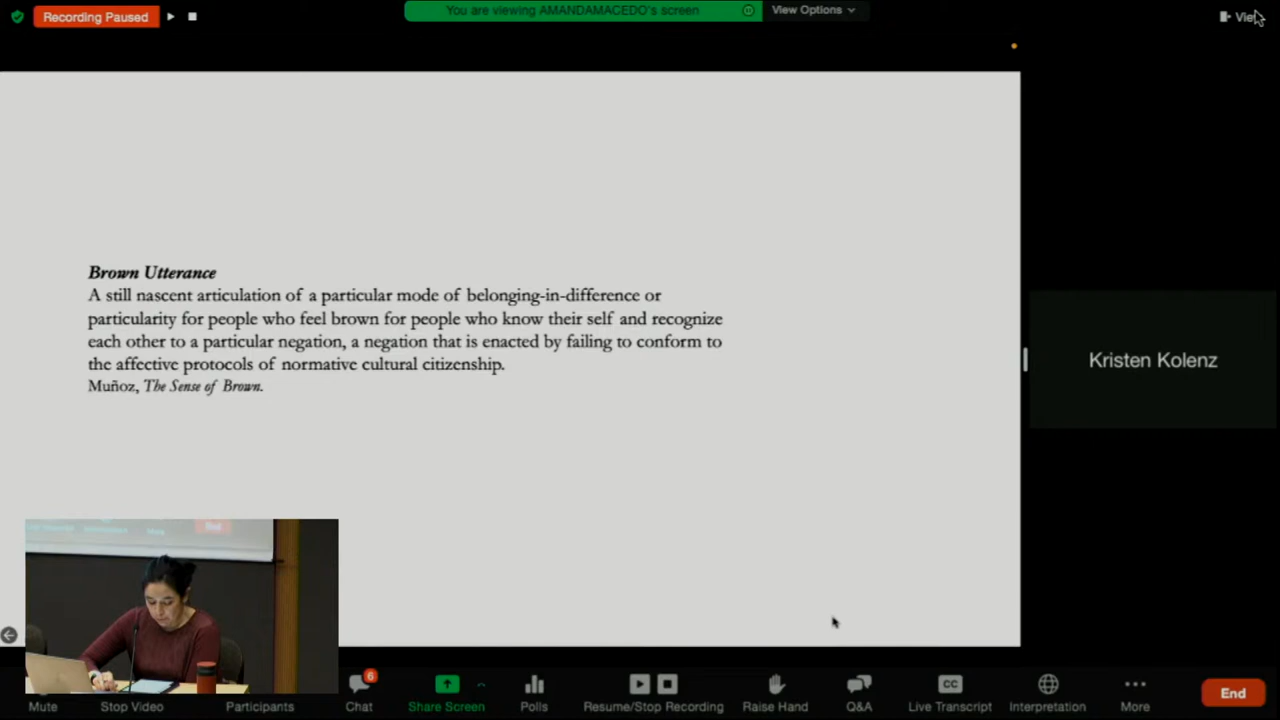 Recording Paused
You are viewing AMANDAMACEDO's screen
View Options
View
Brown Utterance
A still nascent articulation of a particular mode of belonging-in-difference or
particularity for people who feel brown for people who know their self and recognize
each other to a particular negation, a negation that is enacted by failing to conform to
the affective protocols of normative cultural citizenship.
Muñoz, The Sense of Brown.
Kristen Kolenz
6
Mute
Stop Video
Participants
Chat
Share Screen
Polls
Resume/Stop Recording
Raise Hand
Q&A
CC
Live Transcript
Interpretation
More
End